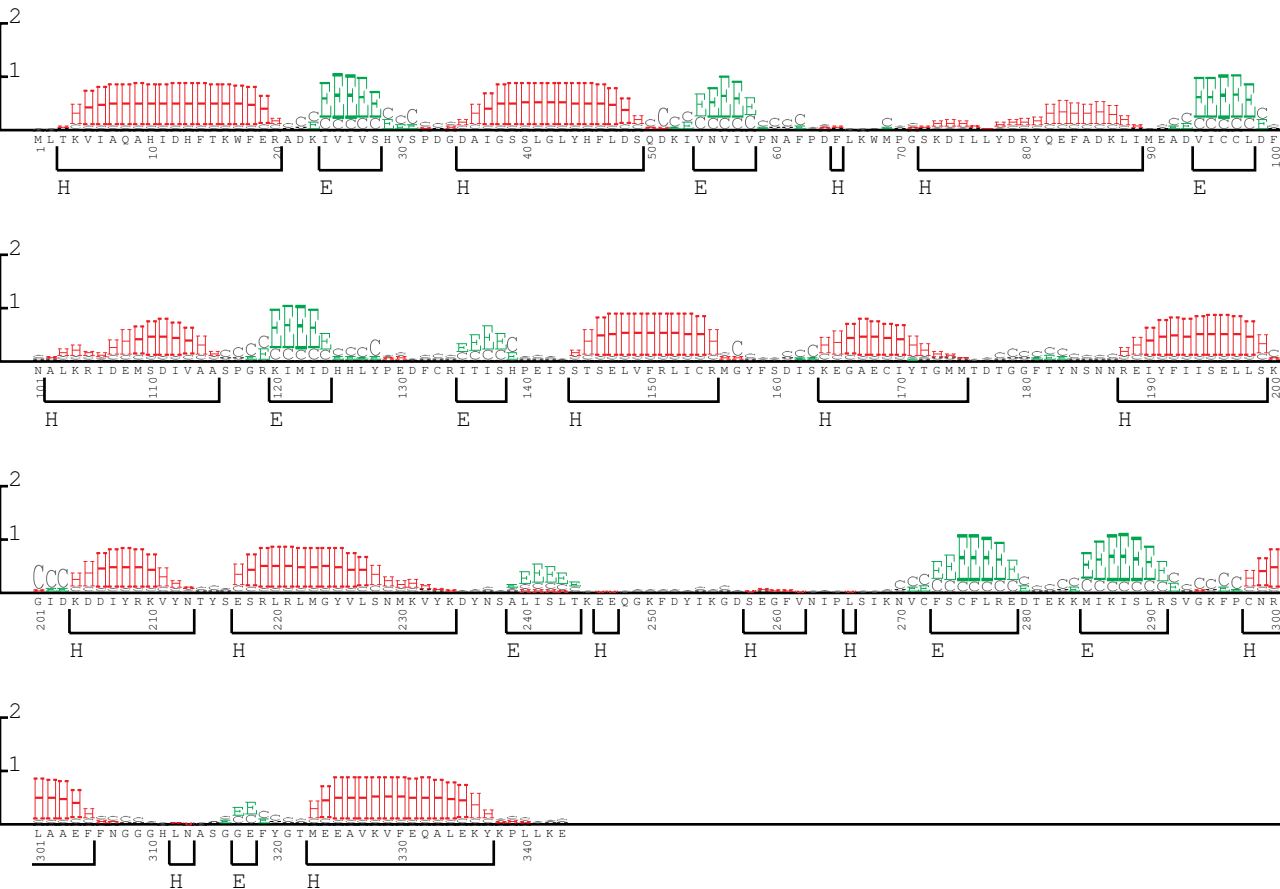 2
1
M L T K V I A Q A H I D H F T K W F E R A D K I V I V S H V S P D G D A I G S S L G L Y H F L D S Q D K I V N V I V P N A F P D F L K W M P G S K D I L L Y D R Y Q E F A D K L I M E A D V I C C L D F
1 10 20 30 40 50 60 70 80 90 100
H E H E H H E
2
1
N A L K R I D E M S D I V A A S P G R K I M I D H H L Y P E D F C R I T I S H P E I S S T S E L V F R L I C R M G Y F S D I S K E G A E C I Y T G M M T D T G G F T Y N S N N R E I Y F I I S E L L S K
101 110 120 130 140 150 160 170 180 190 200
H E E H H H
2
1
G I D K D D I Y R K V Y N T Y S E S R L R L M G Y V L S N M K V Y K D Y N S A L I S L T K E E Q G K F D Y I K G D S E G F V N I P L S I K N V C F S C F L R E D T E K K M I K I S L R S V G K F P C N R
201 210 220 230 240 250 260 270 280 290 300
H H E H H H E E H
2
1
L A A E F F N G G G H L N A S G G E F Y G T M E E A V K V F E Q A L E K Y K P L L K E
301 310 320 330 340
H E H